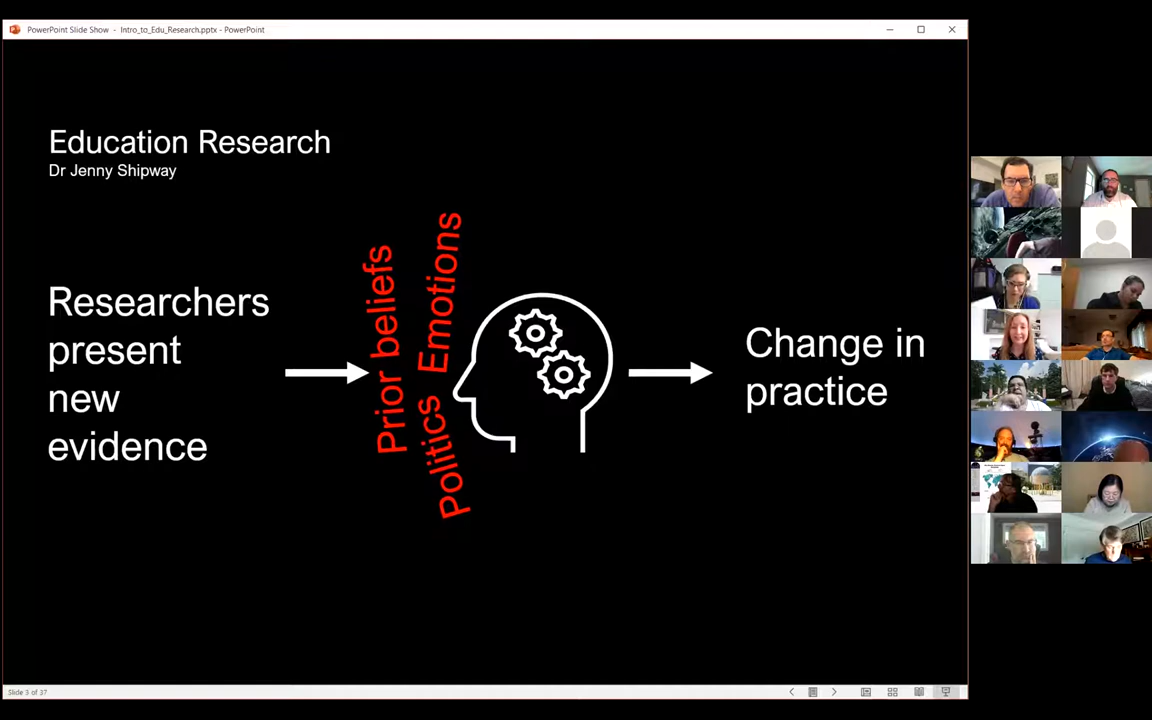 PowerPoint Slide Show - Intro_to_Edu_Research.pptx - PowerPoint
Education Research
Dr Jenny Shipway
Researchers
present
new
evidence
Prior beliefs
Politics Emotions
Change in
practice
Slide 3 of 37